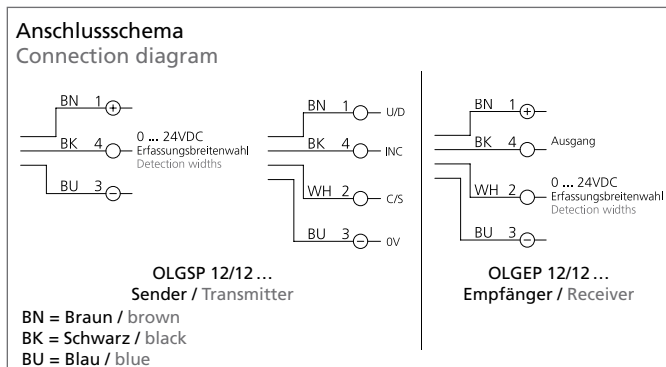 Anschlussschema
Connection diagram
BN 1 +
BK 4 0 ... 24VDC
Erfassungsbreitenwahl
Detection widths
BU 3 −
BN 1 U/D
BK 4 INC
WH 2 C/S
BU 3 − 0V
OLGSP 12/12 ...
Sender / Transmitter
BN 1 +
BK 4 Ausgang
WH 2 0 ... 24VDC
Erfassungsbreitenwahl
Detection widths
BU 3 −
OLGEP 12/12 ...
Empfänger / Receiver
BN = Braun / brown
BK = Schwarz / black
BU = Blau / blue